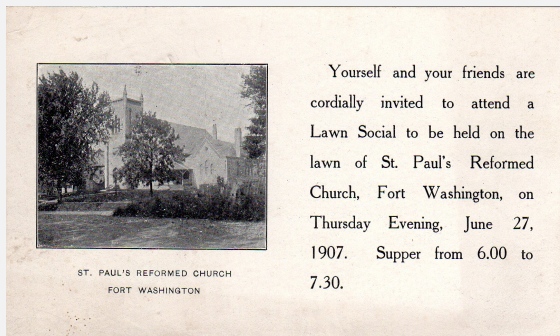 ST. PAUL'S REFORMED CHURCH
FORT WASHINGTON
Yourself and your friends are
cordially invited to attend a
Lawn Social to be held on the
lawn of St. Paul's Reformed
Church, Fort Washington, on
Thursday Evening, June 27,
1907. Supper from 6.00 to
7.30.